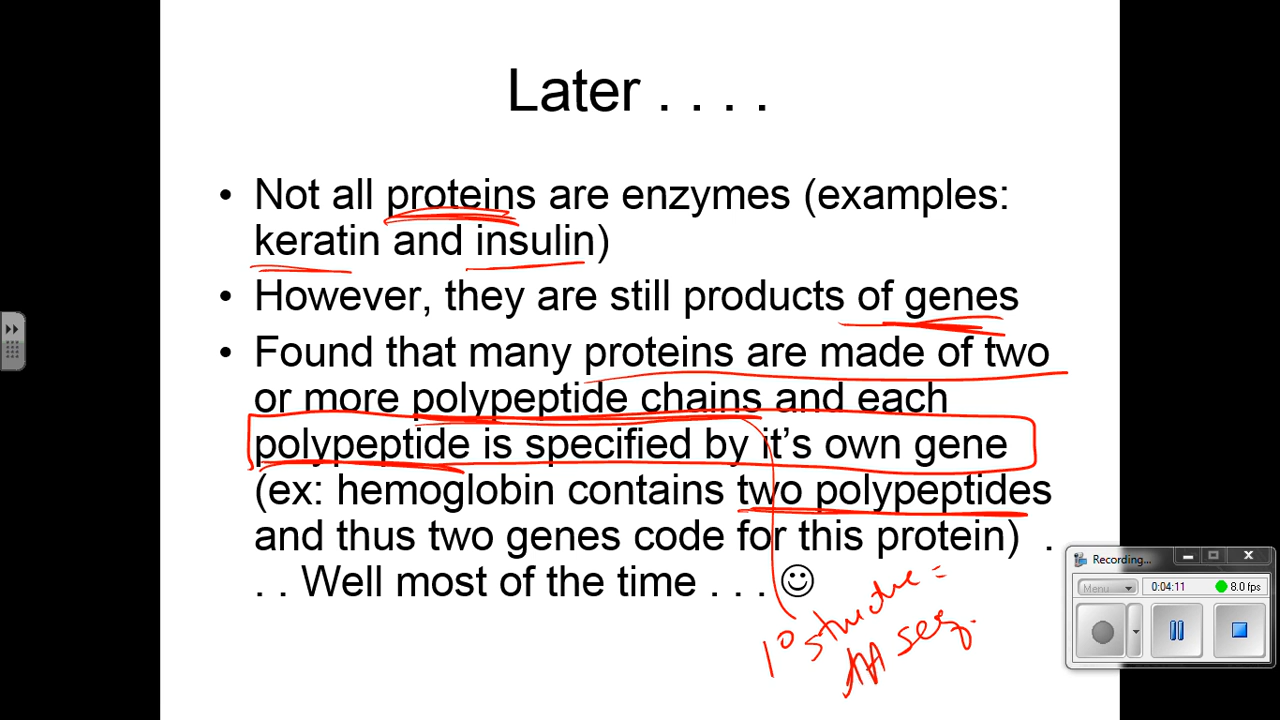 Later . . . .
• Not all proteins are enzymes (examples:
keratin and insulin)
• However, they are still products of genes
• Found that many proteins are made of two
or more polypeptide chains and each
polypeptide is specified by it's own gene
(ex: hemoglobin contains two polypeptides
and thus two genes code for this protein) .
. . Well most of the time . . . ☺
1° structure =
AA seq.
Recording...
Menu
0:04:11
8.0 fps